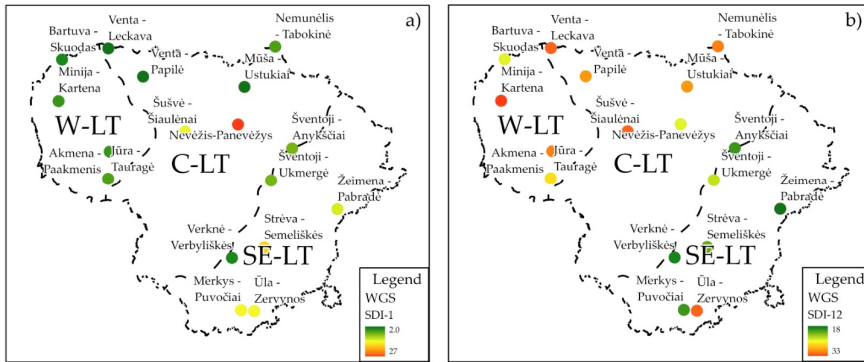 a)
Nemunėlis
- Tabokinė
Venta -
Leckava
Bartuva -
Skuodas
Venta -
Papilė
Mūša -
Ustukiai
Minija -
Kartena
Šušvė -
Šiaulėnai
W-LT
Nevėžis-Panevėžys
Šventoji -
Anykščiai
Akmena -
Paakmenis
Jūra -
Tauragė
C-LT
Šventoji -
Ukmergė
Žeimena -
Pabradė
Verknė -
Verbyliškės
Strėva -
Semeliškės
SE-LT
Merkys -
Puvočiai
Ūla -
Zervynos
Legend
WGS
SDI-1
2.0
27
b)
Nemunėlis
- Tabokinė
Venta -
Leckava
Bartuva -
Skuodas
Venta -
Papilė
Mūša -
Ustukiai
Minija -
Kartena
Šušvė -
Šiaulėnai
W-LT
Nevėžis-Panevėžys
Šventoji -
Anykščiai
Akmena -
Paakmenis
Jūra -
Tauragė
C-LT
Šventoji -
Ukmergė
Žeimena -
Pabradė
Verknė -
Verbyliškės
Strėva -
Semeliškės
SE-LT
Merkys -
Puvočiai
Ūla -
Zervynos
Legend
WGS
SDI-12
18
33